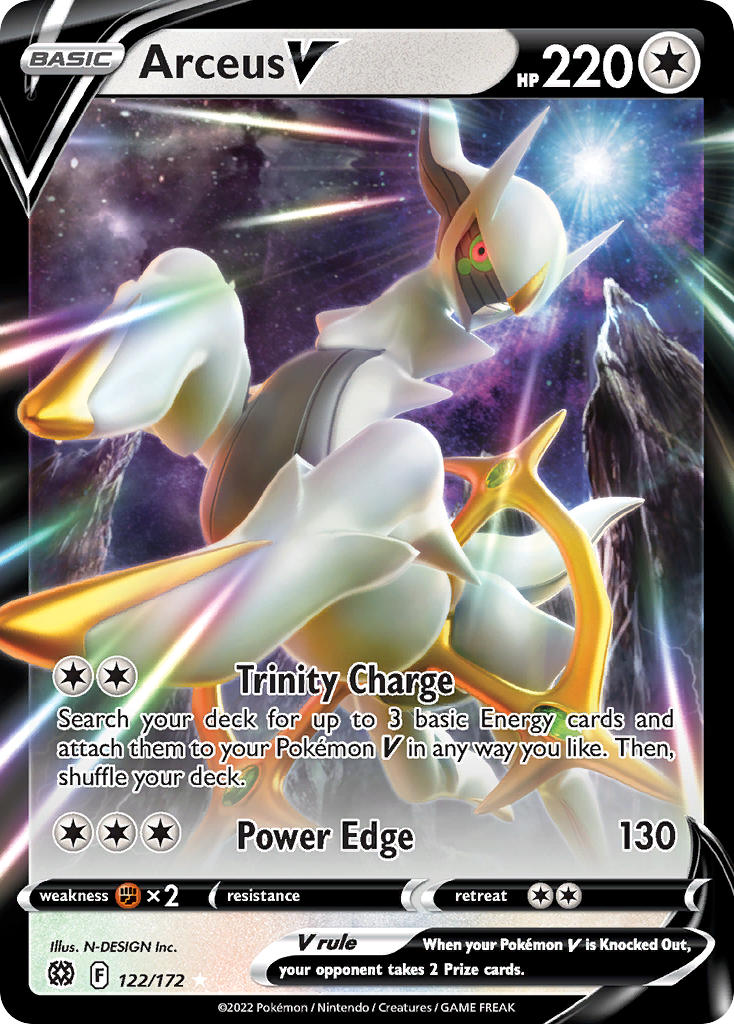 BASIC
Arceus V
HP 220
Trinity Charge
Search your deck for up to 3 basic Energy cards and
attach them to your Pokémon V in any way you like. Then,
shuffle your deck.
Power Edge 130
weakness ×2 resistance retreat
Illus. N-DESIGN Inc.
V rule When your Pokémon V is Knocked Out,
your opponent takes 2 Prize cards.
F 122/172
©2022 Pokémon / Nintendo / Creatures / GAME FREAK